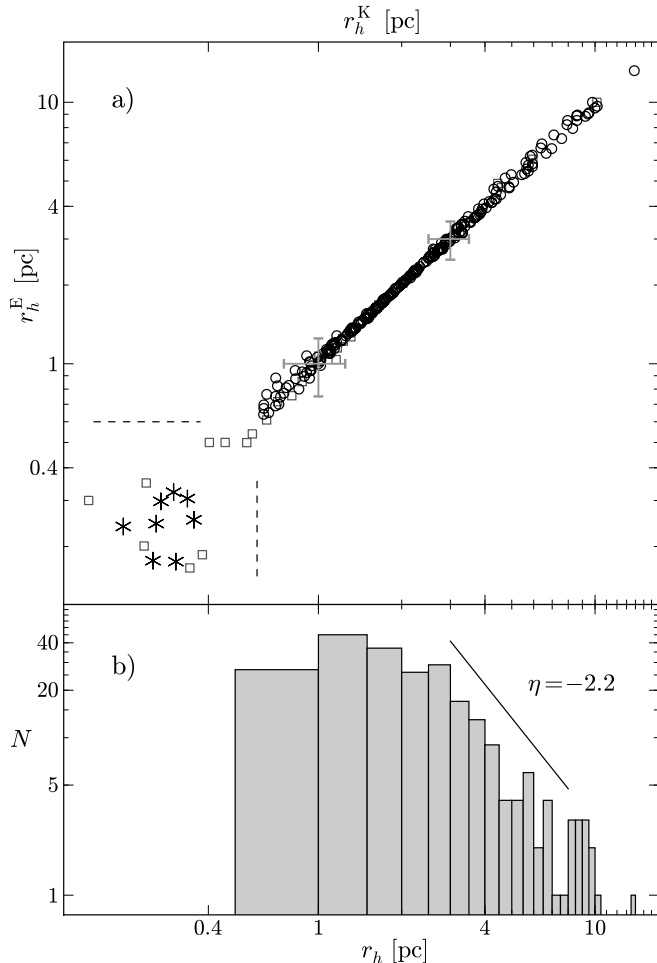 r_h^K [pc]
a)
10
4
1
0.4
r_h^E [pc]
b)
η=−2.2
40
20
5
1
N
0.4 1 4 10
r_h [pc]